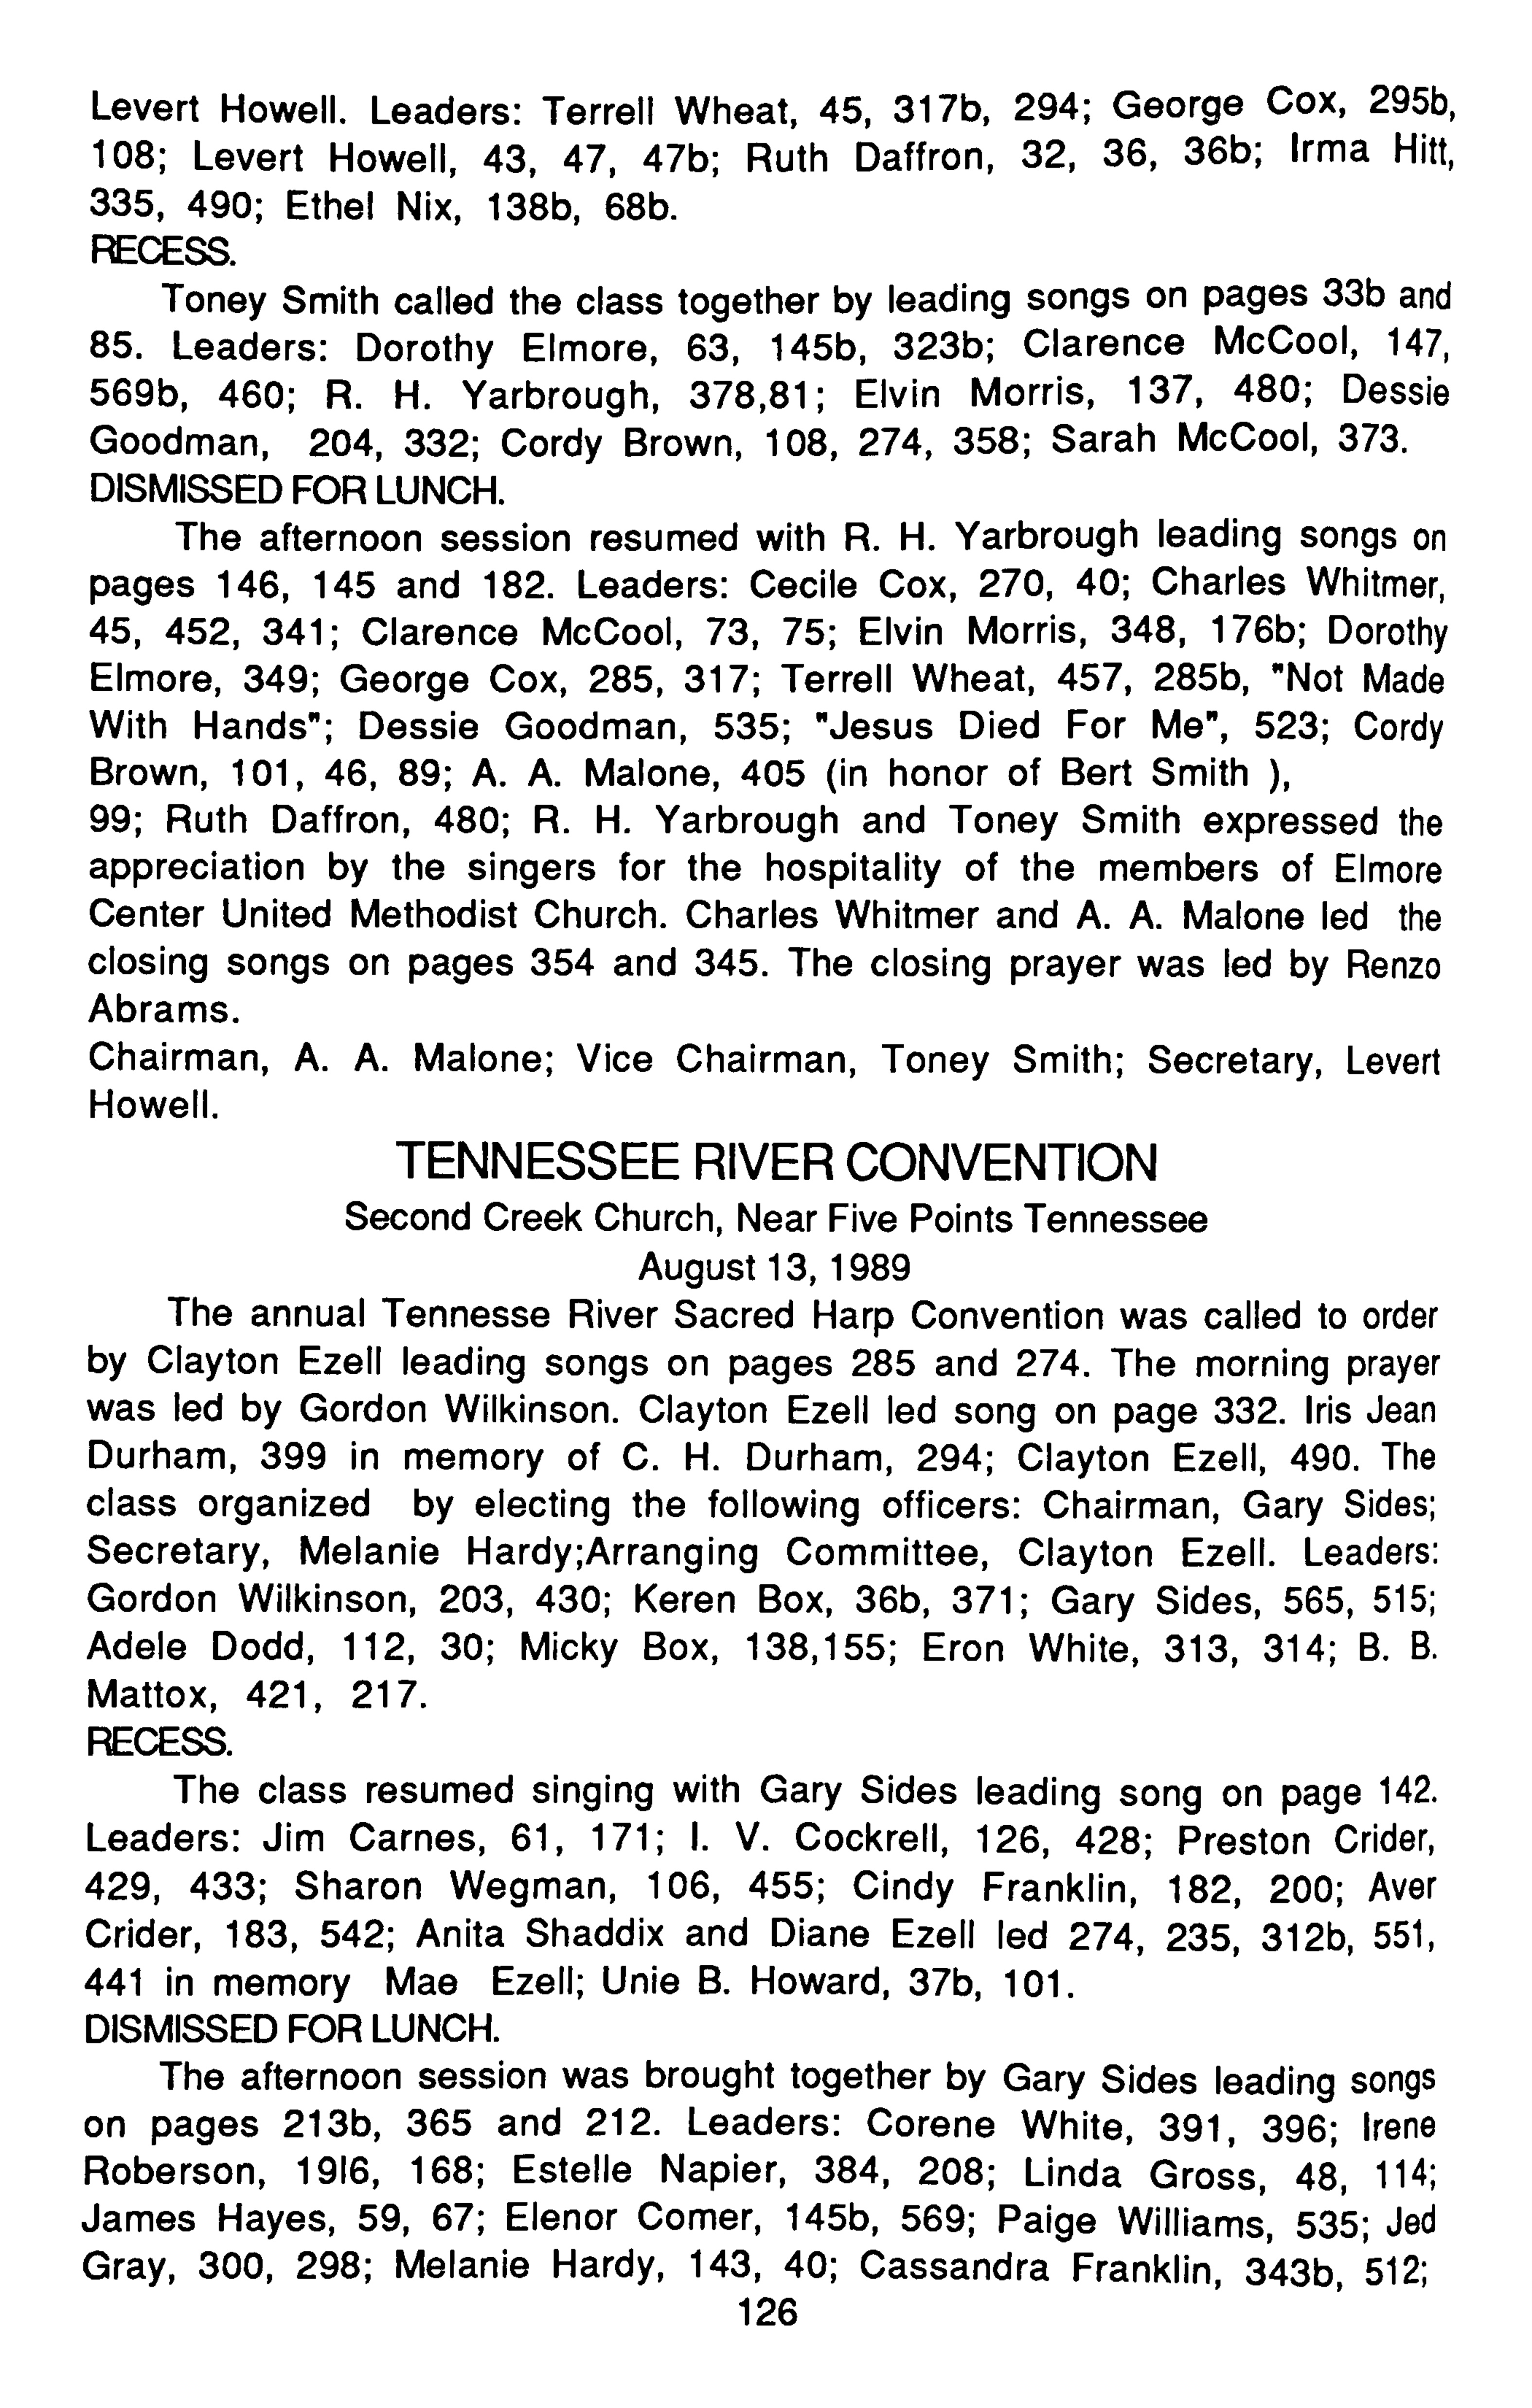 Levert Howell. Leaders: Terrell Wheat, 45, 317b, 294; George Cox, 295b,
108; Levert Howell, 43, 47, 47b; Ruth Daffron, 32, 36, 36b; Irma Hitt,
335, 490; Ethel Nix, 138b, 68b.
RECESS.
Toney Smith called the class together by leading songs on pages 33b and
85. Leaders: Dorothy Elmore, 63, 145b, 323b; Clarence McCool, 147,
569b, 460; R. H. Yarbrough, 378,81; Elvin Morris, 137, 480; Dessie
Goodman, 204, 332; Cordy Brown, 108, 274, 358; Sarah McCool, 373.
DISMISSED FOR LUNCH.
The afternoon session resumed with R. H. Yarbrough leading songs on
pages 146, 145 and 182. Leaders: Cecile Cox, 270, 40; Charles Whitmer,
45, 452, 341; Clarence McCool, 73, 75; Elvin Morris, 348, 176b; Dorothy
Elmore, 349; George Cox, 285, 317; Terrell Wheat, 457, 285b, "Not Made
With Hands"; Dessie Goodman, 535; "Jesus Died For Me", 523; Cordy
Brown, 101, 46, 89; A. A. Malone, 405 (in honor of Bert Smith ),
99; Ruth Daffron, 480; R. H. Yarbrough and Toney Smith expressed the
appreciation by the singers for the hospitality of the members of Elmore
Center United Methodist Church. Charles Whitmer and A. A. Malone led the
closing songs on pages 354 and 345. The closing prayer was led by Renzo
Abrams.
Chairman, A. A. Malone; Vice Chairman, Toney Smith; Secretary, Levert
Howell.
TENNESSEE RIVER CONVENTION
Second Creek Church, Near Five Points Tennessee
August 13, 1989
The annual Tennesse River Sacred Harp Convention was called to order
by Clayton Ezell leading songs on pages 285 and 274. The morning prayer
was led by Gordon Wilkinson. Clayton Ezell led song on page 332. Iris Jean
Durham, 399 in memory of C. H. Durham, 294; Clayton Ezell, 490. The
class organized by electing the following officers: Chairman, Gary Sides;
Secretary, Melanie Hardy;Arranging Committee, Clayton Ezell. Leaders:
Gordon Wilkinson, 203, 430; Keren Box, 36b, 371; Gary Sides, 565, 515;
Adele Dodd, 112, 30; Micky Box, 138,155; Eron White, 313, 314; B. B.
Mattox, 421, 217.
RECESS.
The class resumed singing with Gary Sides leading song on page 142.
Leaders: Jim Carnes, 61, 171; I. V. Cockrell, 126, 428; Preston Crider,
429, 433; Sharon Wegman, 106, 455; Cindy Franklin, 182, 200; Aver
Crider, 183, 542; Anita Shaddix and Diane Ezell led 274, 235, 312b, 551,
441 in memory Mae Ezell; Unie B. Howard, 37b, 101.
DISMISSED FOR LUNCH.
The afternoon session was brought together by Gary Sides leading songs
on pages 213b, 365 and 212. Leaders: Corene White, 391, 396; Irene
Roberson, 19I6, 168; Estelle Napier, 384, 208; Linda Gross, 48, 114;
James Hayes, 59, 67; Elenor Comer, 145b, 569; Paige Williams, 535; Jed
Gray, 300, 298; Melanie Hardy, 143, 40; Cassandra Franklin, 343b, 512;
126